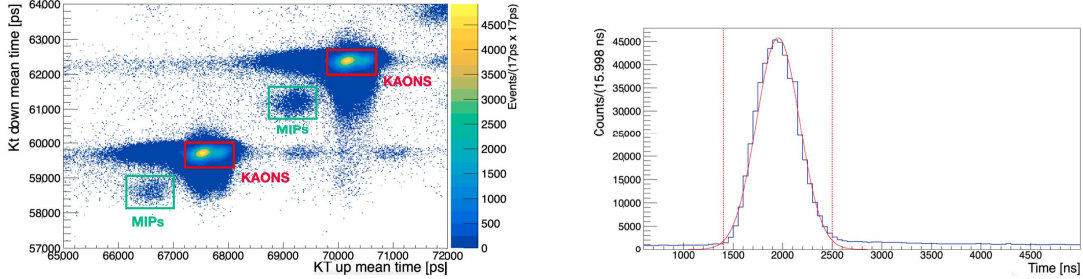 Kt down mean time [ps]
64000
63000
62000
61000
60000
59000
58000
57000
65000 66000 67000 68000 69000 70000 71000 72000
KT up mean time [ps]
KAONS
MIPs
KAONS
MIPs
4500
4000
3500
3000
2500
2000
1500
1000
500
0
Events/(17ps x 17ps)
Counts/(15.998 ns)
45000
40000
35000
30000
25000
20000
15000
10000
5000
0
1000 1500 2000 2500 3000 3500 4000 4500
Time [ns]